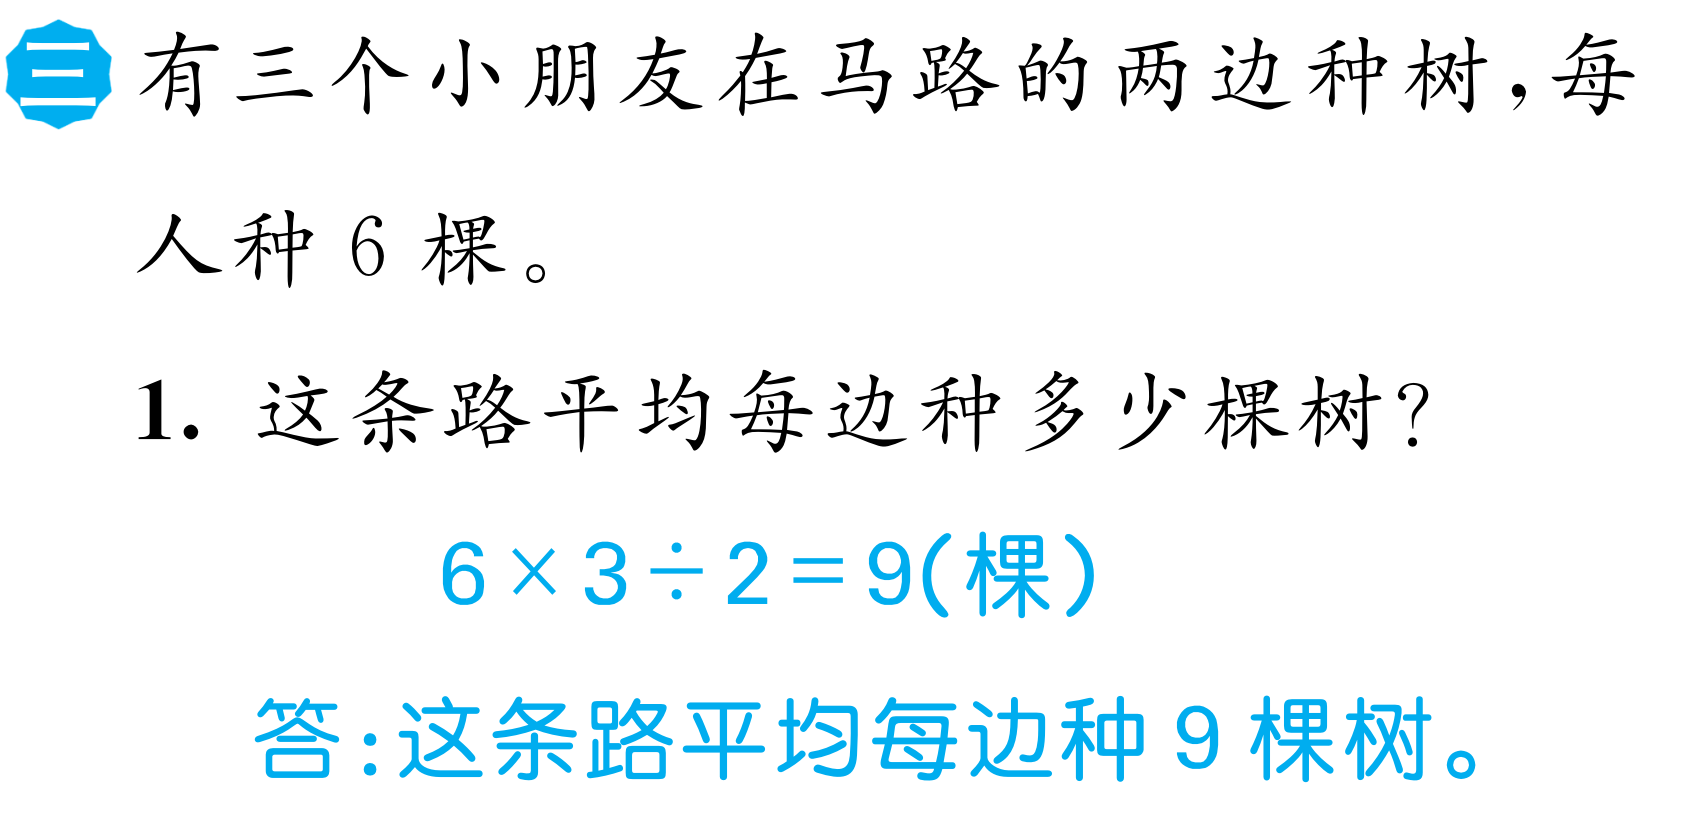 三 有三个小朋友在马路的两边种树,每
人种 6 棵。
1. 这条路平均每边种多少棵树?
6×3÷2=9(棵)
答:这条路平均每边种 9 棵树。